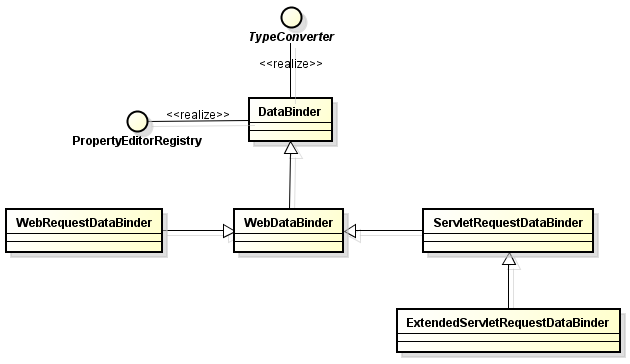 TypeConverter
<<realize>>
DataBinder
<<realize>>
PropertyEditorRegistry
WebRequestDataBinder
WebDataBinder
ServletRequestDataBinder
ExtendedServletRequestDataBinder